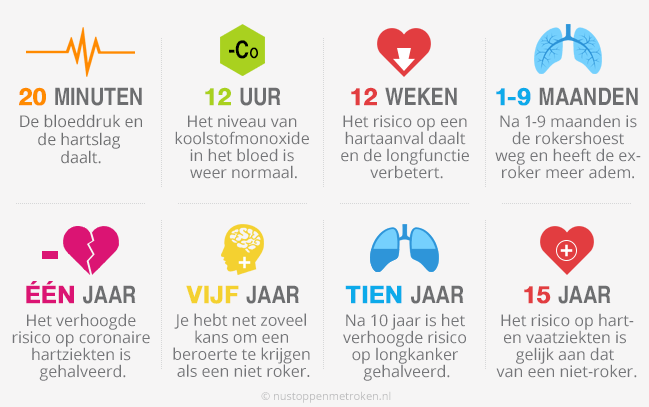 -Co
20 MINUTEN
De bloeddruk en
de hartslag
daalt.
12 UUR
Het niveau van
koolstofmonoxide
in het bloed is
weer normaal.
12 WEKEN
Het risico op een
hartaanval daalt
en de longfunctie
verbetert.
1-9 MAANDEN
Na 1-9 maanden is
de rokershoest
weg en heeft de ex-
roker meer adem.
ÉÉN JAAR
Het verhoogde
risico op coronaire
hartziekten is
gehalveerd.
VIJF JAAR
Je hebt net zoveel
kans om een
beroerte te krijgen
als een niet roker.
TIEN JAAR
Na 10 jaar is het
verhoogde risico
op longkanker
gehalveerd.
15 JAAR
Het risico op hart-
en vaatziekten is
gelijk aan dat
van een niet-roker.
© nustoppenmetroken.nl